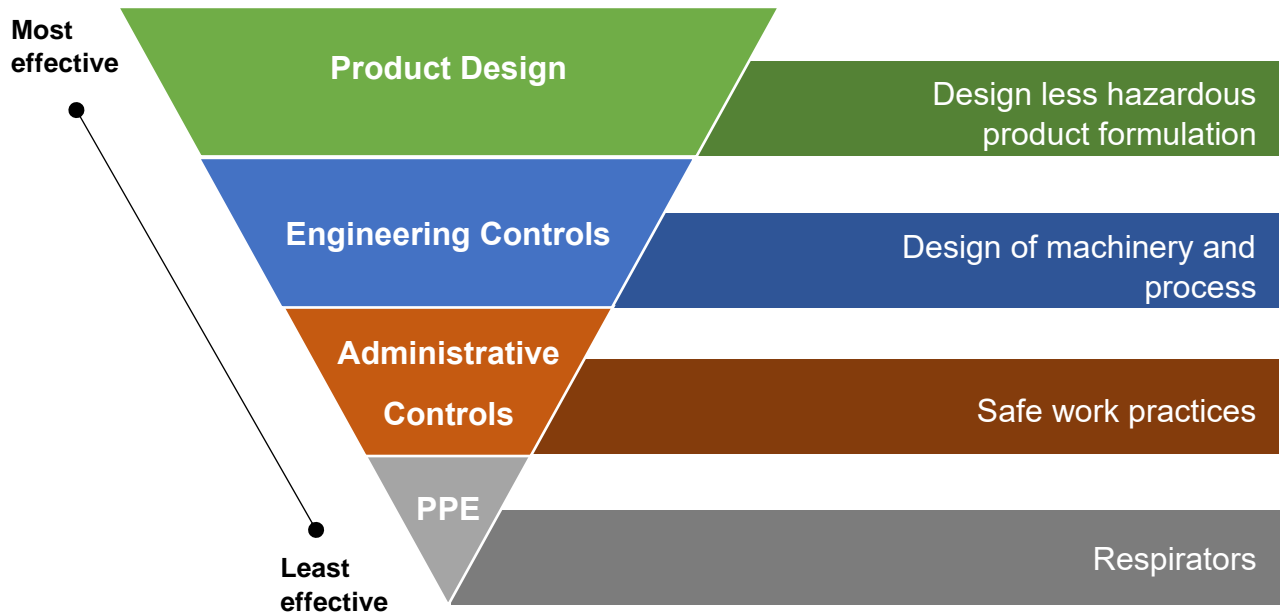 Most
effective
Product Design
Design less hazardous
product formulation
Engineering Controls
Design of machinery and
process
Administrative
Controls
Safe work practices
PPE
Respirators
Least
effective